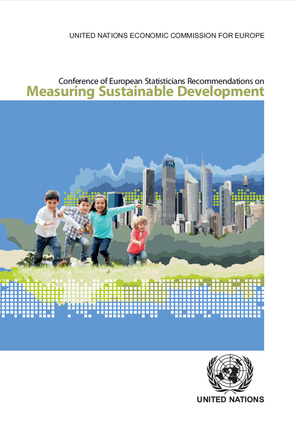 UNITED NATIONS ECONOMIC COMMISSION FOR EUROPE
Conference of European Statisticians Recommendations on
Measuring Sustainable Development
UNITED NATIONS